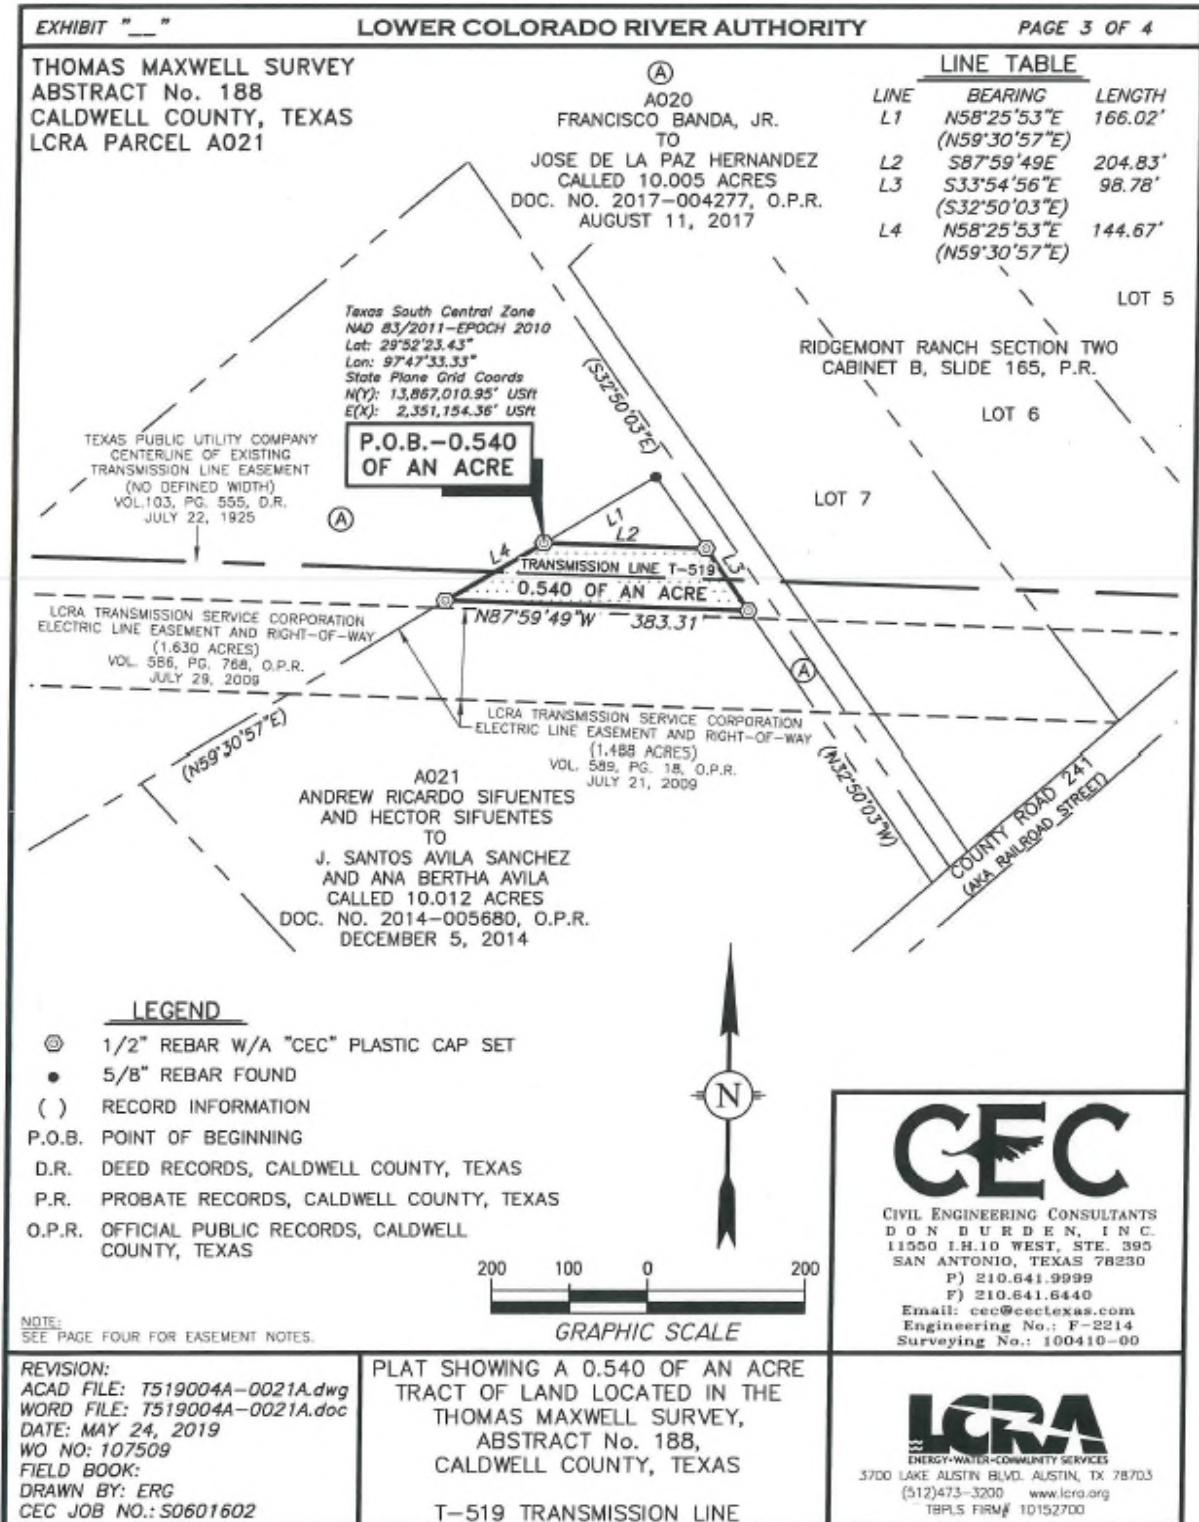 EXHIBIT "__"
LOWER COLORADO RIVER AUTHORITY
PAGE 3 OF 4
THOMAS MAXWELL SURVEY
ABSTRACT No. 188
CALDWELL COUNTY, TEXAS
LCRA PARCEL A021
A
A020
FRANCISCO BANDA, JR.
TO
JOSE DE LA PAZ HERNANDEZ
CALLED 10.005 ACRES
DOC. NO. 2017-004277, O.P.R.
AUGUST 11, 2017
LINE TABLE
LINE BEARING LENGTH
L1 N58°25'53"E 166.02'
(N59°30'57"E)
L2 S87°59'49E 204.83'
L3 S33°54'56"E 98.78'
(S32°50'03"E)
L4 N58°25'53"E 144.67'
(N59°30'57"E)
LOT 5
RIDGEMONT RANCH SECTION TWO
CABINET B, SLIDE 165, P.R.
LOT 6
LOT 7
Texas South Central Zone
NAD 83/2011-EPOCH 2010
Lat: 29°52'23.43"
Lon: 97°47'33.33"
State Plane Grid Coords
N(Y): 13,867,010.95' USft
E(X): 2,351,154.36' USft
P.O.B.-0.540
OF AN ACRE
(S32°50'03"E)
TEXAS PUBLIC UTILITY COMPANY
CENTERLINE OF EXISTING
TRANSMISSION LINE EASEMENT
(NO DEFINED WIDTH)
VOL.103, PG. 555, D.R.
JULY 22, 1925
A
L1
L2
L4
L3
TRANSMISSION LINE T-519
0.540 OF AN ACRE
N87°59'49"W 383.31'
LCRA TRANSMISSION SERVICE CORPORATION
ELECTRIC LINE EASEMENT AND RIGHT-OF-WAY
(1.630 ACRES)
VOL. 586, PG. 768, O.P.R.
JULY 29, 2009
A
LCRA TRANSMISSION SERVICE CORPORATION
ELECTRIC LINE EASEMENT AND RIGHT-OF-WAY
(1.488 ACRES)
VOL. 589, PG. 18, O.P.R.
JULY 21, 2009
(N59°30'57"E)
(N32°50'03"W)
COUNTY ROAD 241
(AKA RAILROAD STREET)
A021
ANDREW RICARDO SIFUENTES
AND HECTOR SIFUENTES
TO
J. SANTOS AVILA SANCHEZ
AND ANA BERTHA AVILA
CALLED 10.012 ACRES
DOC. NO. 2014-005680, O.P.R.
DECEMBER 5, 2014
LEGEND
1/2" REBAR W/A "CEC" PLASTIC CAP SET
5/8" REBAR FOUND
( ) RECORD INFORMATION
P.O.B. POINT OF BEGINNING
D.R. DEED RECORDS, CALDWELL COUNTY, TEXAS
P.R. PROBATE RECORDS, CALDWELL COUNTY, TEXAS
O.P.R. OFFICIAL PUBLIC RECORDS, CALDWELL
COUNTY, TEXAS
N
200 100 0 200
GRAPHIC SCALE
NOTE:
SEE PAGE FOUR FOR EASEMENT NOTES.
CEC
CIVIL ENGINEERING CONSULTANTS
DON DURDEN, INC.
11550 I.H.10 WEST, STE. 395
SAN ANTONIO, TEXAS 78230
P) 210.641.9999
F) 210.641.6440
Email: cec@cectexas.com
Engineering No.: F-2214
Surveying No.: 100410-00
REVISION:
ACAD FILE: T519004A-0021A.dwg
WORD FILE: T519004A-0021A.doc
DATE: MAY 24, 2019
WO NO: 107509
FIELD BOOK:
DRAWN BY: ERG
CEC JOB NO.: S0601602
PLAT SHOWING A 0.540 OF AN ACRE
TRACT OF LAND LOCATED IN THE
THOMAS MAXWELL SURVEY,
ABSTRACT No. 188,
CALDWELL COUNTY, TEXAS
T-519 TRANSMISSION LINE
LCRA
ENERGY•WATER•COMMUNITY SERVICES
3700 LAKE AUSTIN BLVD. AUSTIN, TX 78703
(512)473-3200 www.lcra.org
TBPLS FIRM# 10152700